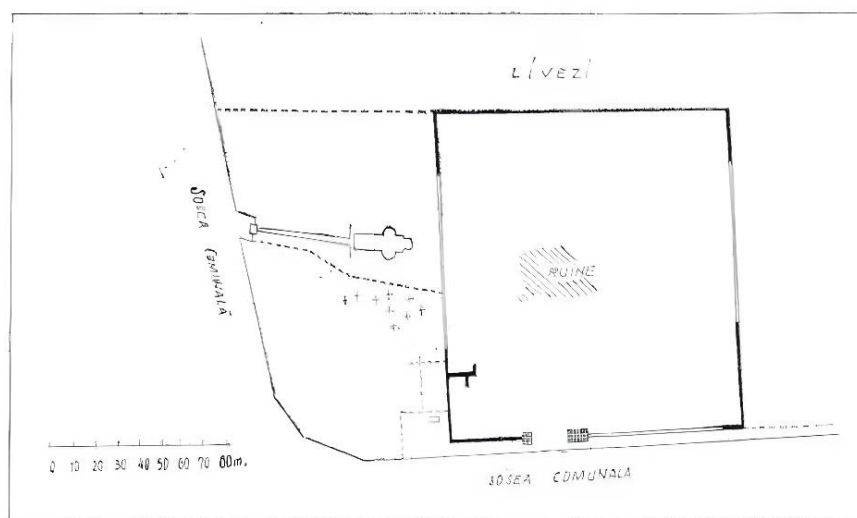 LIVEZI
SOSEA COMUNALĂ
RUINE
0 10 20 30 40 50 60 70 80m.
SOSEA COMUNALA